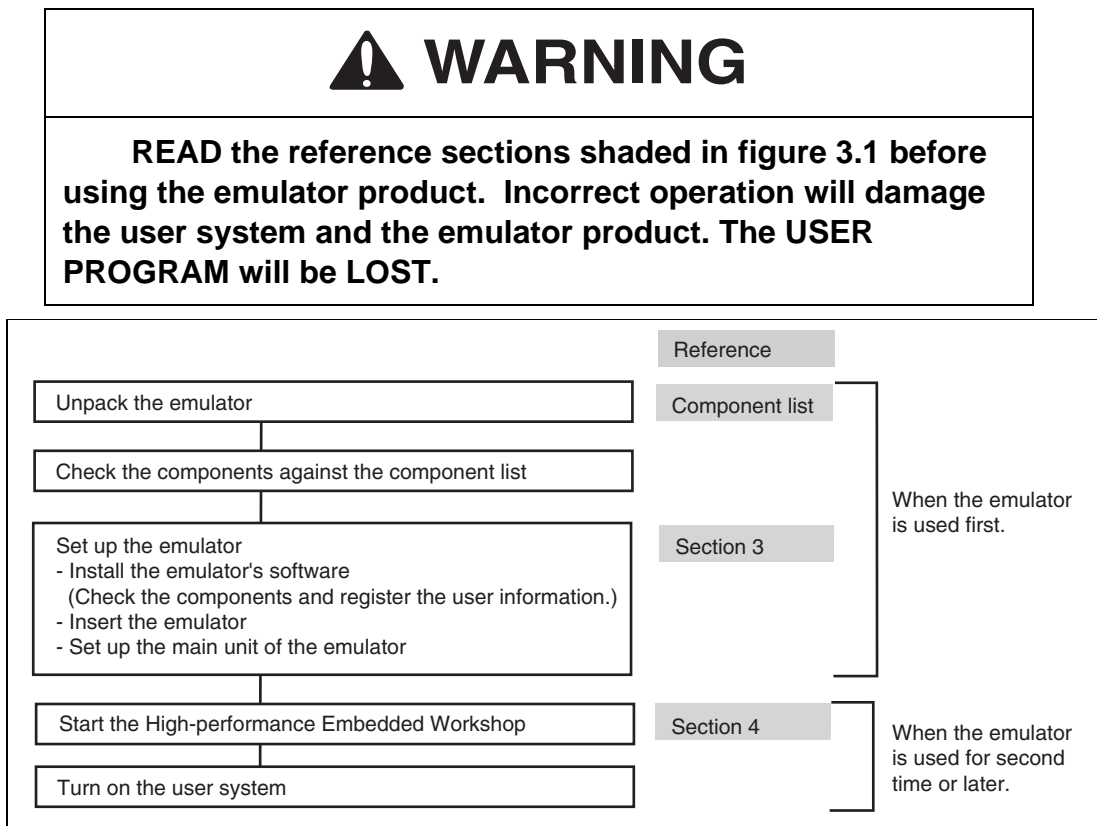 WARNING
READ the reference sections shaded in figure 3.1 before
using the emulator product.  Incorrect operation will damage
the user system and the emulator product. The USER
PROGRAM will be LOST.
Reference
Unpack the emulator
Component list
Check the components against the component list
When the emulator
is used first.
Set up the emulator
- Install the emulator's software
(Check the components and register the user information.)
- Insert the emulator
- Set up the main unit of the emulator
Section 3
Start the High-performance Embedded Workshop
Section 4
When the emulator
is used for second
time or later.
Turn on the user system